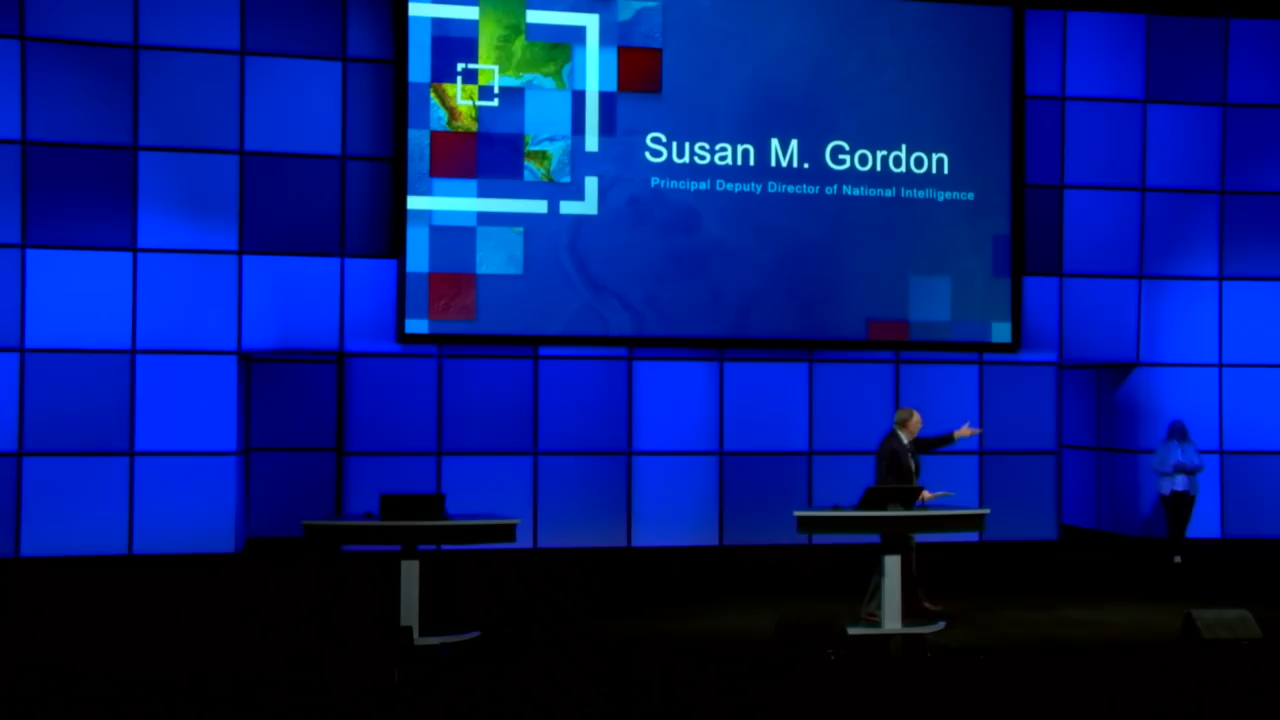 Susan M. Gordon
Principal Deputy Director of National Intelligence